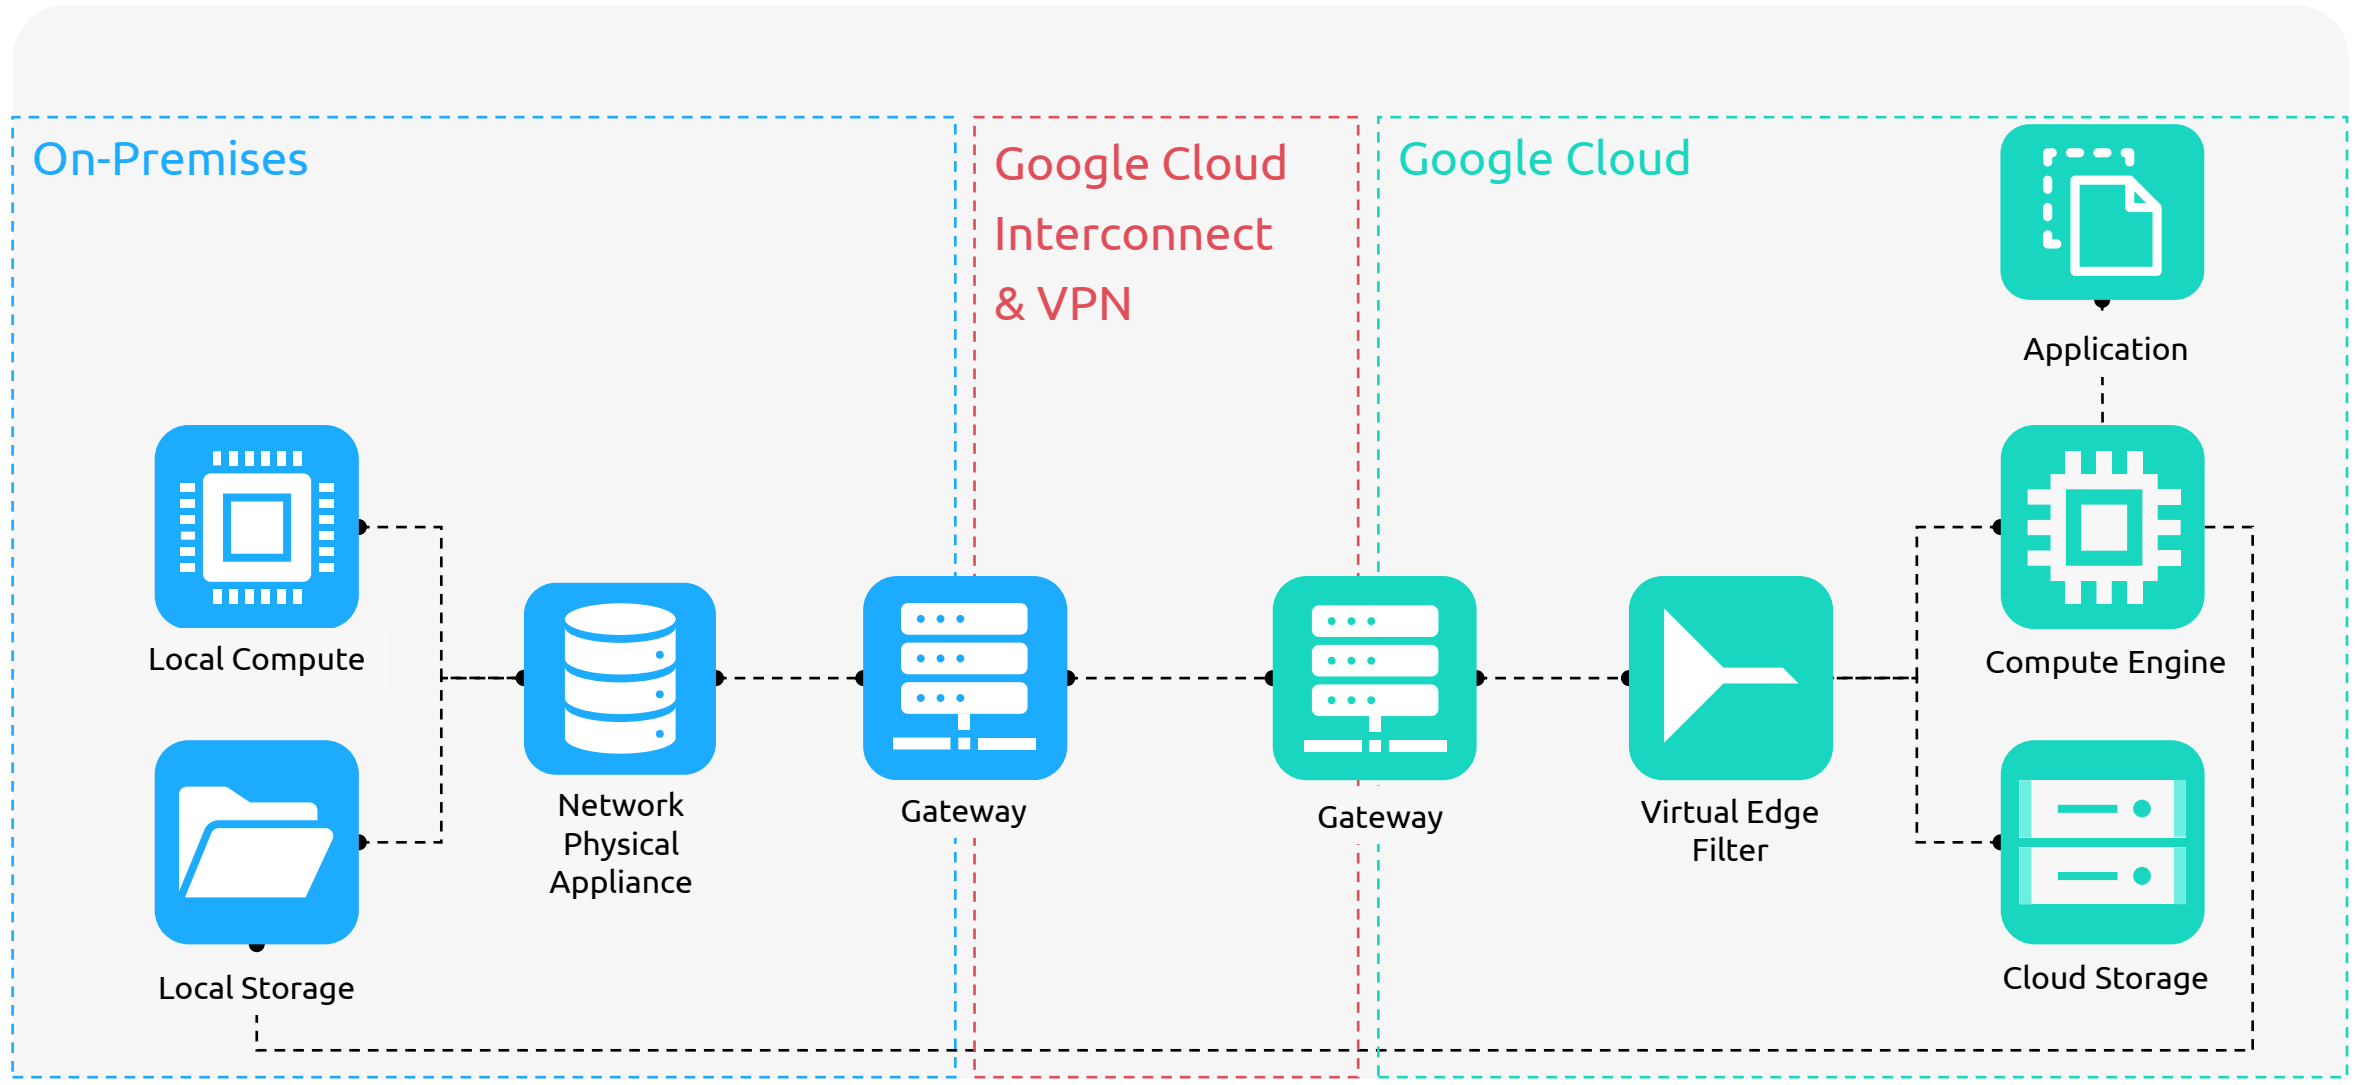 On-Premises
Google Cloud
Interconnect
& VPN
Google Cloud
Application
Local Compute
Compute Engine
Network
Physical
Appliance
Gateway
Gateway
Virtual Edge
Filter
Local Storage
Cloud Storage